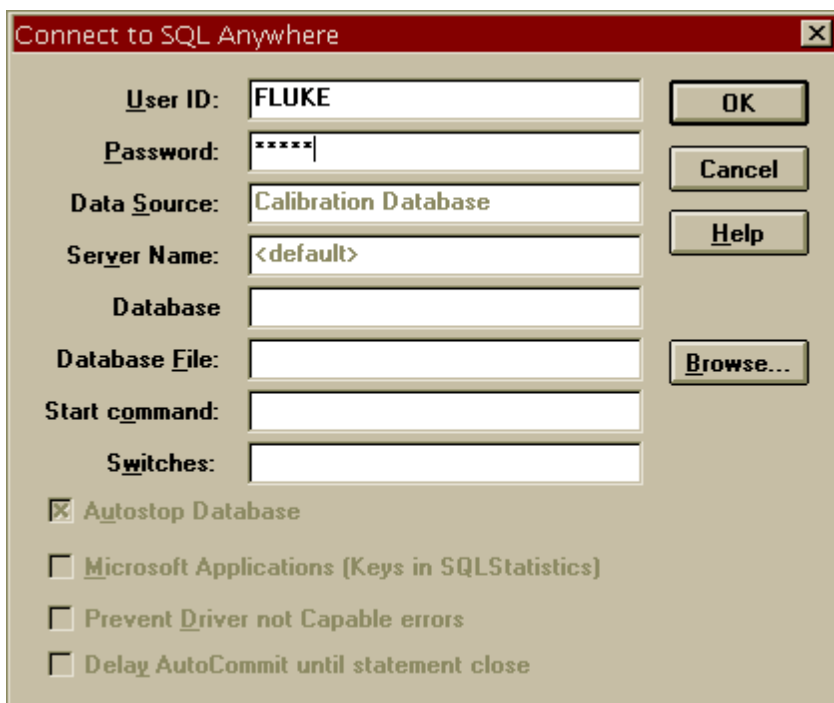 Connect to SQL Anywhere
User ID: FLUKE OK
Password: ***** Cancel
Data Source: Calibration Database
Server Name: <default> Help
Database
Database File: Browse...
Start command:
Switches:
Autostop Database
Microsoft Applications (Keys in SQLStatistics)
Prevent Driver not Capable errors
Delay AutoCommit until statement close